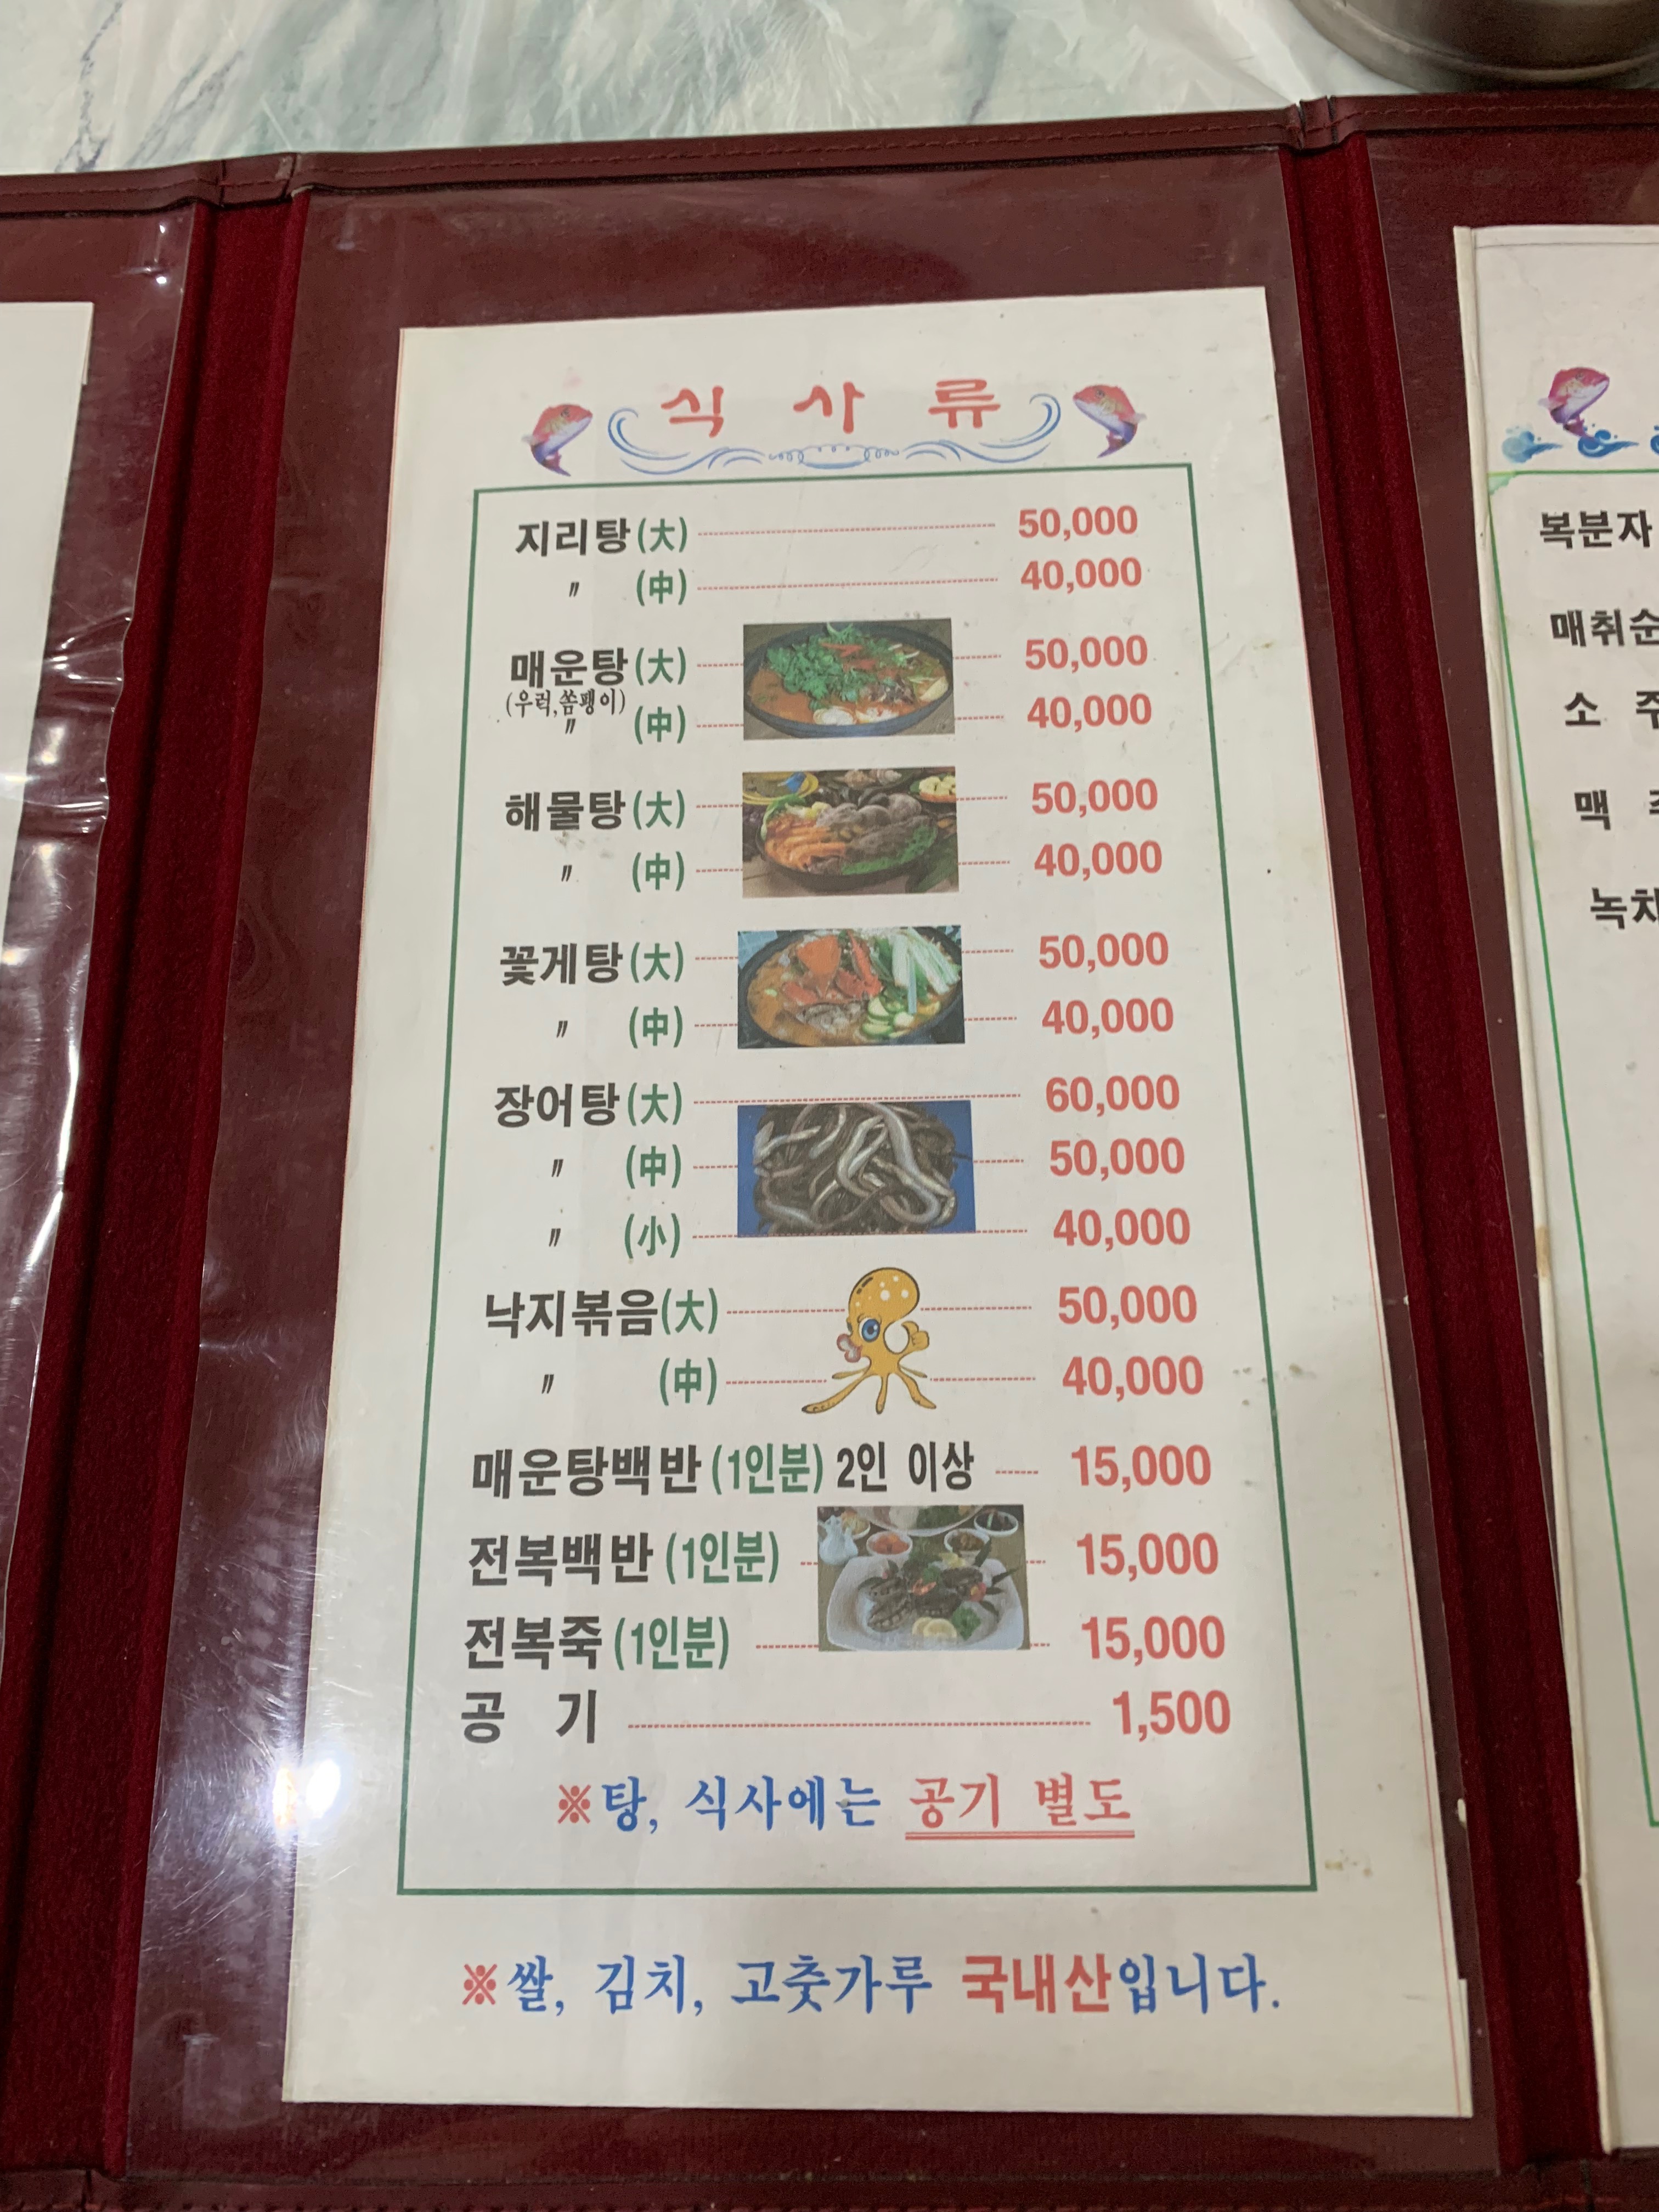 식 사 류
지리탕(大) 50,000
〃 (中) 40,000
매운탕(大) 50,000
(우럭,쏨팽이)
〃 (中) 40,000
해물탕(大) 50,000
〃 (中) 40,000
꽃게탕(大) 50,000
〃 (中) 40,000
장어탕(大) 60,000
〃 (中) 50,000
〃 (小) 40,000
낙지볶음(大) 50,000
〃 (中) 40,000
매운탕백반(1인분) 2인 이상 15,000
전복백반(1인분) 15,000
전복죽(1인분) 15,000
공 기 1,500
※탕, 식사에는 공기 별도
※쌀, 김치, 고춧가루 국내산입니다.
복분자
매취순
소 주
맥 주
녹차